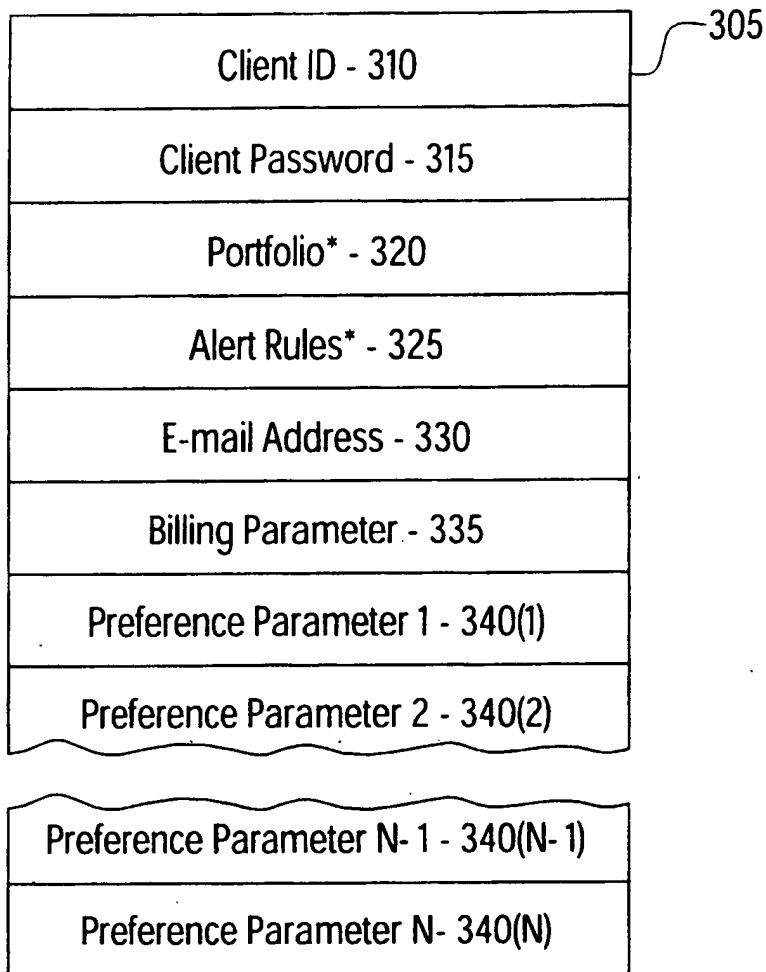 305
Client ID - 310
Client Password - 315
Portfolio* - 320
Alert Rules* - 325
E-mail Address - 330
Billing Parameter - 335
Preference Parameter 1 - 340(1)
Preference Parameter 2 - 340(2)
Preference Parameter N- 1 - 340(N- 1)
Preference Parameter N- 340(N)